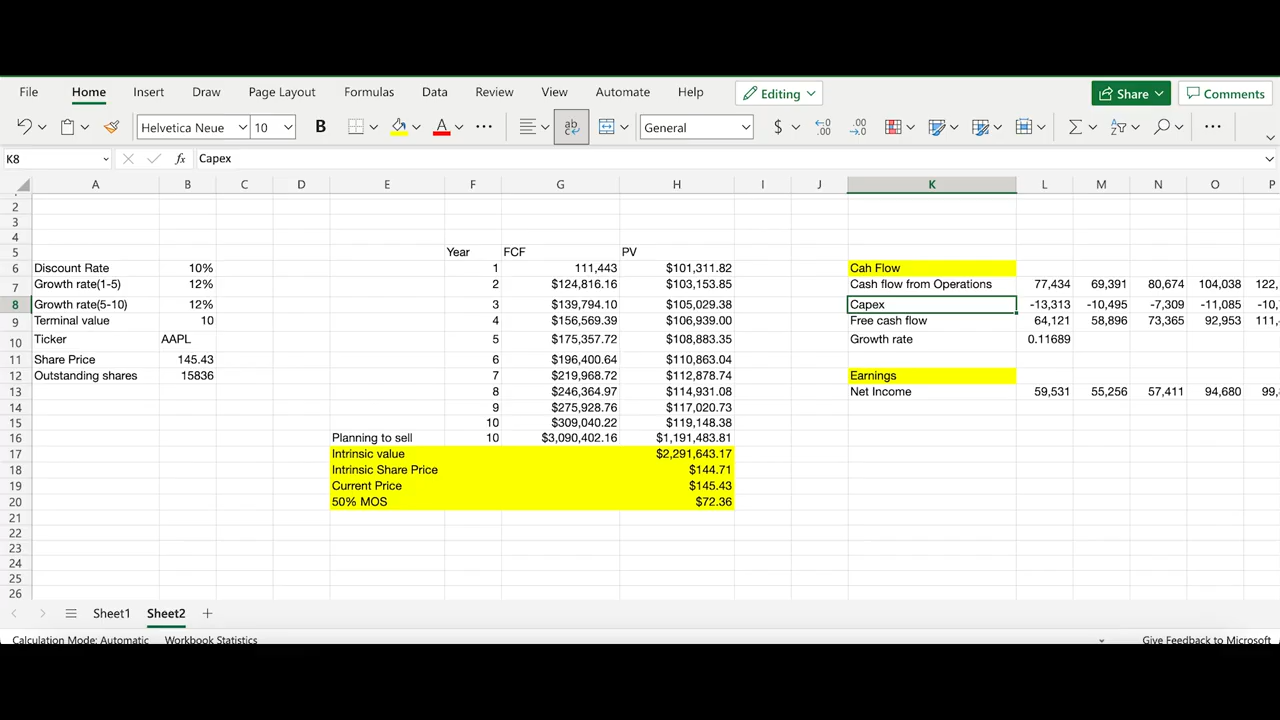 File Home Insert Draw Page Layout Formulas Data Review View Automate Help Editing Share Comments
Helvetica Neue 10 B A General $ .00 .00
K8 fx Capex
A B C D E F G H I J K L M N O P
2
3
4
5 Year FCF PV
6 Discount Rate 10% 1 111,443 $101,311.82 Cah Flow
7 Growth rate(1-5) 12% 2 $124,816.16 $103,153.85 Cashflow from Operations 77,434 69,391 80,674 104,038 122,
8 Growth rate(5-10) 12% 3 $139,794.10 $105,029.38 Capex -13,313 -10,495 -7,309 -11,085 -10,
9 Terminal value 10 4 $156,569.39 $106,939.00 Free cash flow 64,121 58,896 73,365 92,953 111,
10 Ticker AAPL 5 $175,357.72 $108,883.35 Growth rate 0.11689
11 Share Price 145.43 6 $196,400.64 $110,863.04
12 Outstanding shares 15836 7 $219,968.72 $112,878.74 Earnings
13 8 $246,364.97 $114,931.08 Net Income 59,531 55,256 57,411 94,680 99,
14 9 $275,928.76 $117,020.73
15 10 $309,040.22 $119,148.38
16 Planning to sell 10 $3,090,402.16 $1,191,483.81
17 Intrinsic value $2,291,643.17
18 Intrinsic Share Price $144.71
19 Current Price $145.43
20 50% MOS $72.36
21
22
23
24
25
26
Sheet1 Sheet2
Calculation Mode: Automatic Workbook Statistics Give Feedback to Microsoft